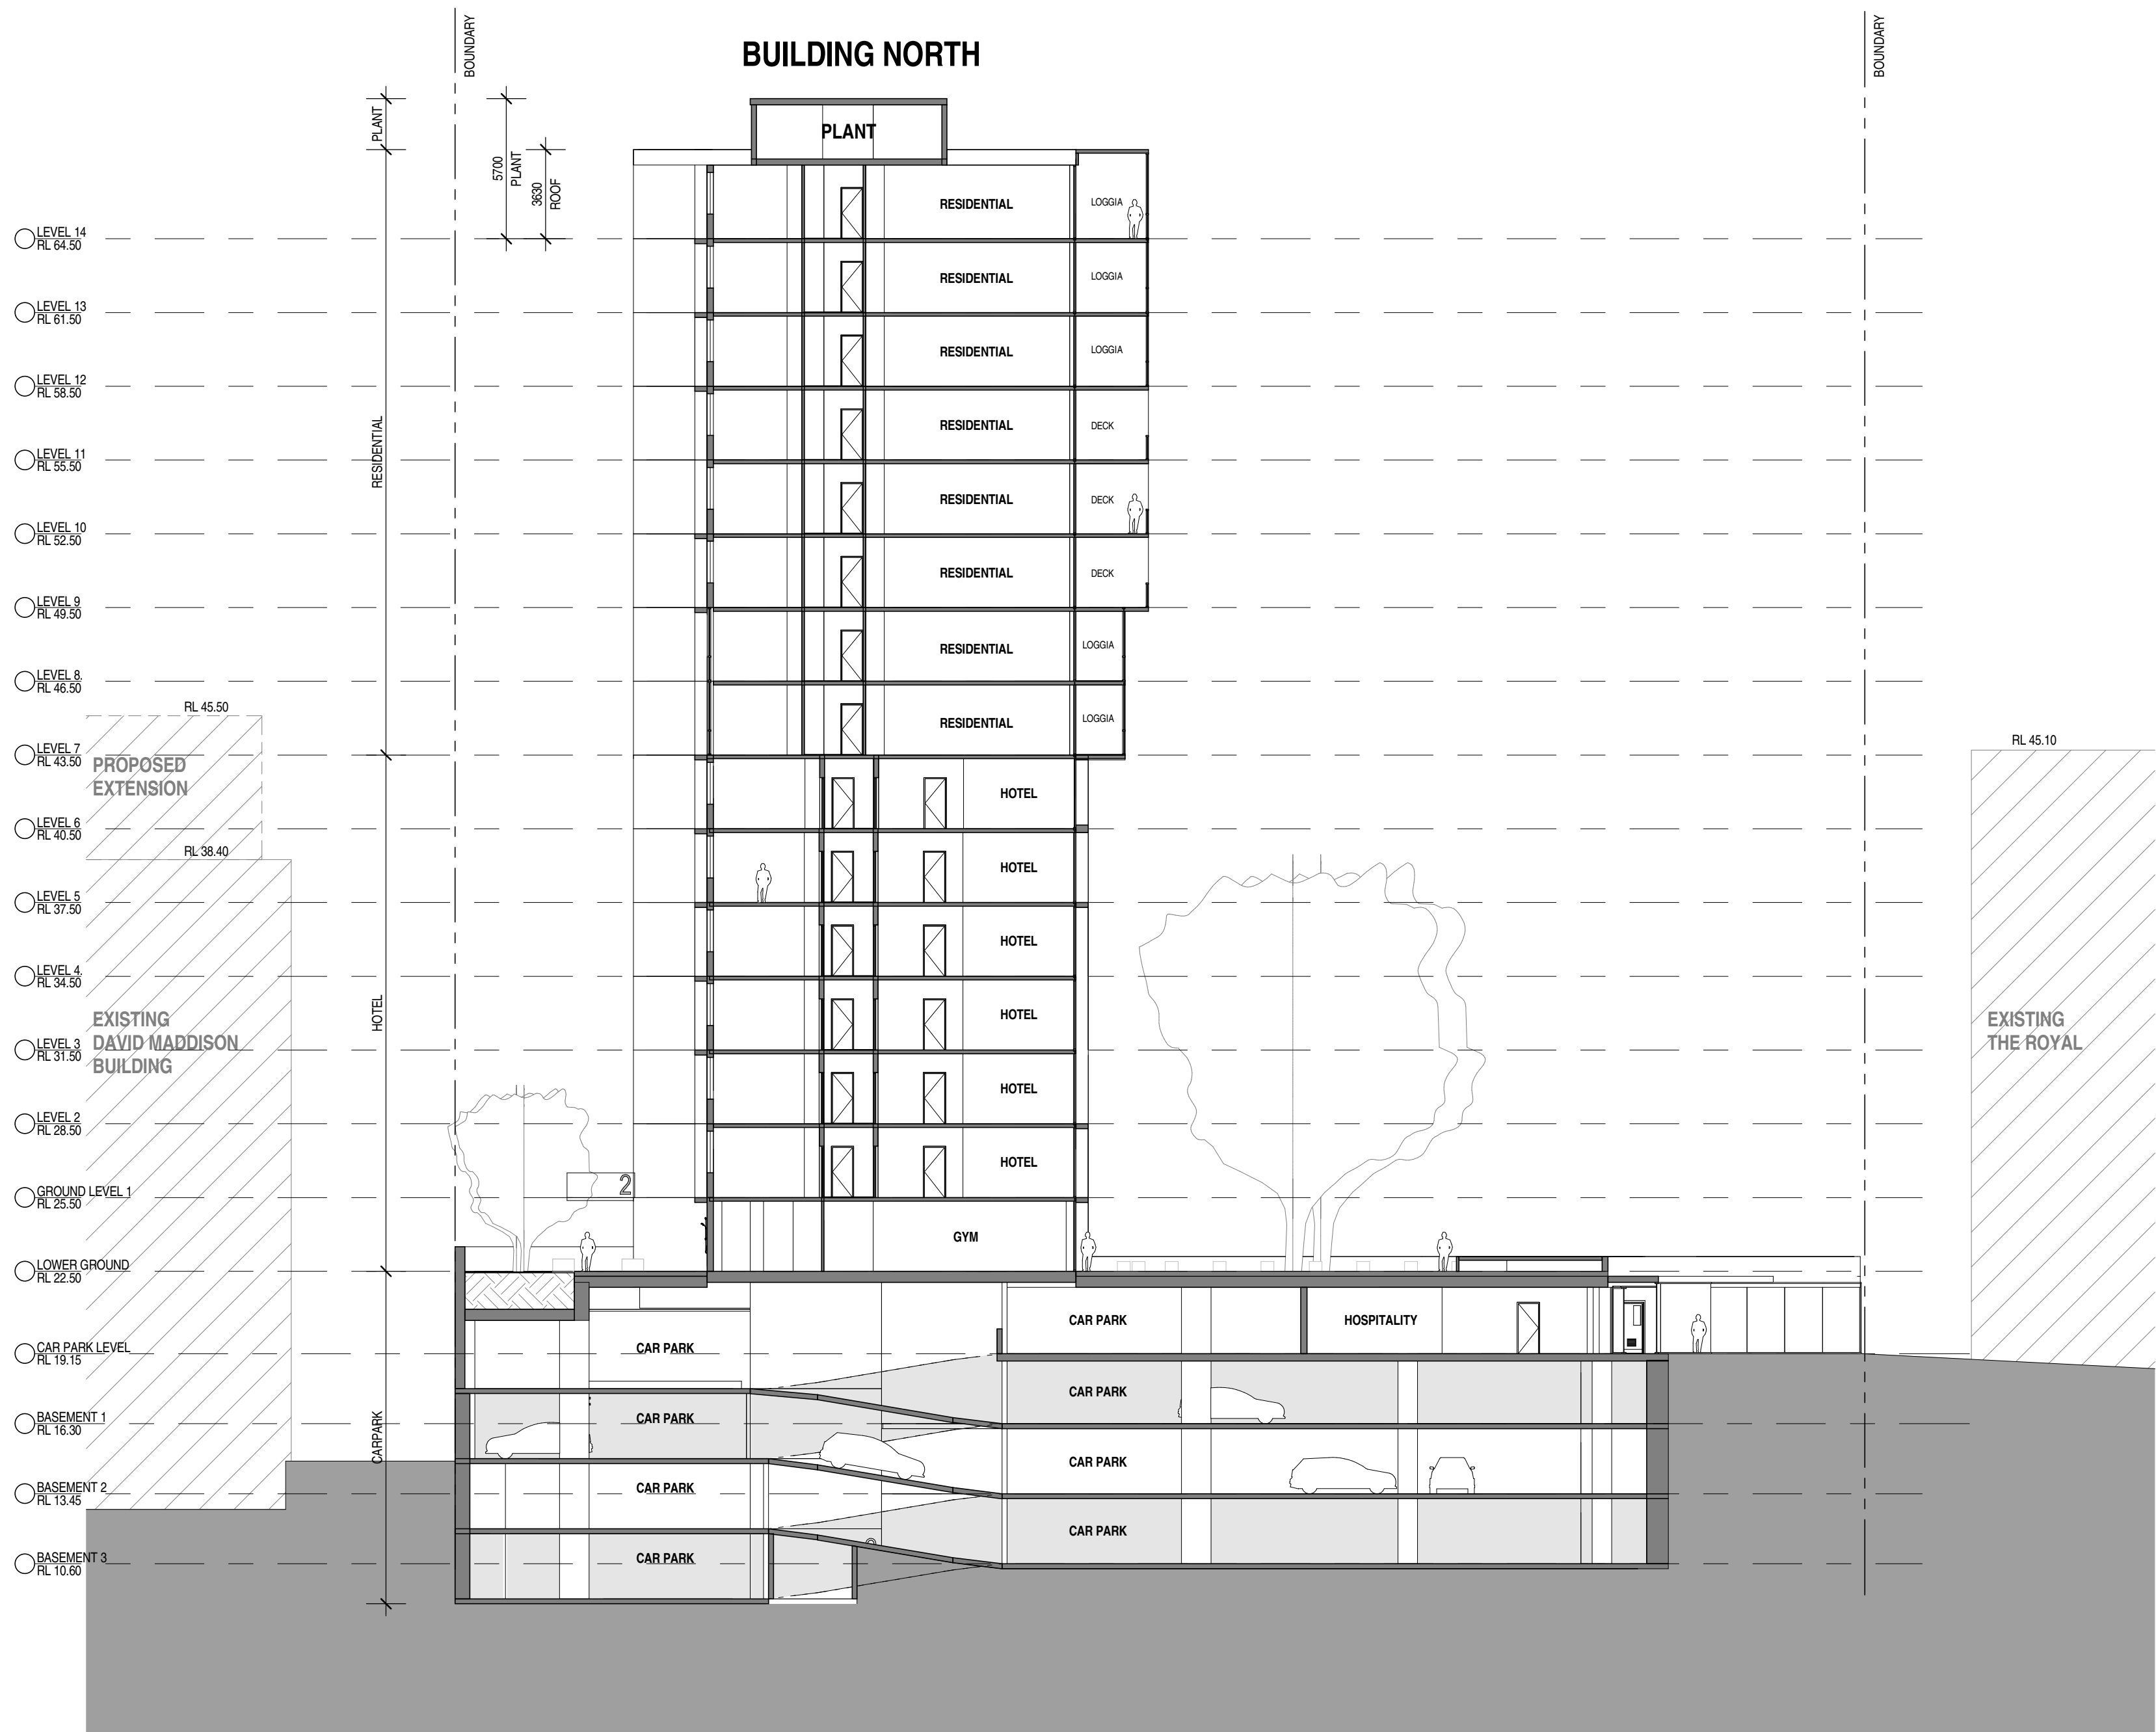 BUILDING NORTH
BOUNDARY
BOUNDARY
PLANT
5700
PLANT
3630
ROOF
PLANT
RESIDENTIAL
LOGGIA
LEVEL 14
RL 64.50
RESIDENTIAL
LOGGIA
LEVEL 13
RL 61.50
RESIDENTIAL
LOGGIA
LEVEL 12
RL 58.50
RESIDENTIAL
RESIDENTIAL
DECK
LEVEL 11
RL 55.50
RESIDENTIAL
DECK
LEVEL 10
RL 52.50
RESIDENTIAL
DECK
LEVEL 9
RL 49.50
RESIDENTIAL
LOGGIA
LEVEL 8
RL 46.50
RL 45.50
RESIDENTIAL
LOGGIA
RL 45.10
LEVEL 7
RL 43.50
PROPOSED
EXTENSION
HOTEL
LEVEL 6
RL 40.50
RL 38.40
HOTEL
LEVEL 5
RL 37.50
HOTEL
LEVEL 4
RL 34.50
HOTEL
EXISTING
DAVID MADDISON
BUILDING
HOTEL
EXISTING
THE ROYAL
LEVEL 3
RL 31.50
HOTEL
LEVEL 2
RL 28.50
HOTEL
2
GROUND LEVEL 1
RL 25.50
GYM
LOWER GROUND
RL 22.50
CAR PARK
HOSPITALITY
CAR PARK
CAR PARK LEVEL
RL 19.15
CAR PARK
CAR PARK
BASEMENT 1
RL 16.30
CARPARK
CAR PARK
CAR PARK
BASEMENT 2
RL 13.45
CAR PARK
CAR PARK
BASEMENT 3
RL 10.60